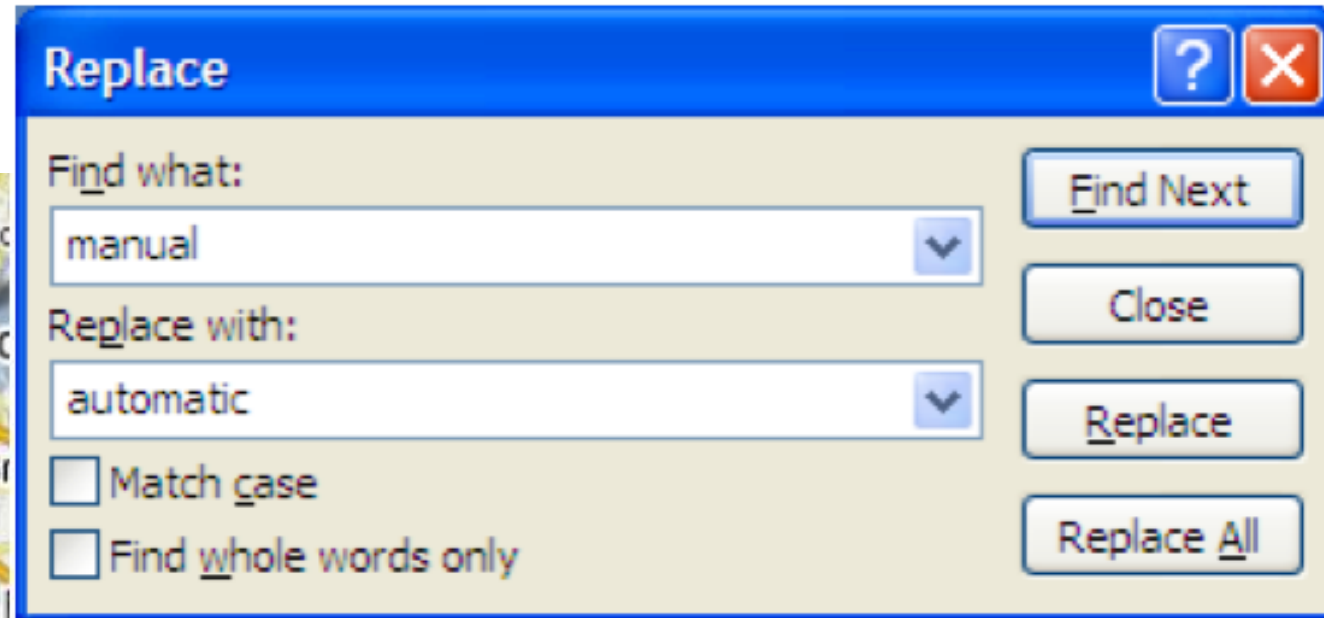 Replace
?
Find what:
manual
Replace with:
automatic
Match case
Find whole words only
Find Next
Close
Replace
Replace All